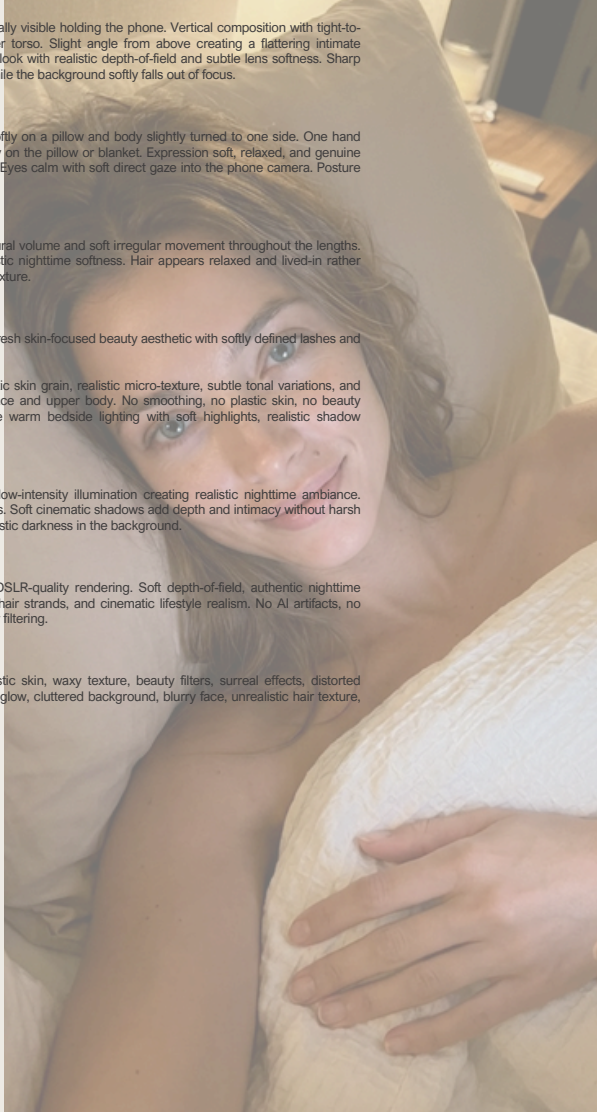 ally visible holding the phone. Vertical composition with tight-to-
r torso. Slight angle from above creating a flattering intimate
look with realistic depth-of-field and subtle lens softness. Sharp
ile the background softly falls out of focus.
ftly on a pillow and body slightly turned to one side. One hand
y on the pillow or blanket. Expression soft, relaxed, and genuine
Eyes calm with soft direct gaze into the phone camera. Posture
ural volume and soft irregular movement throughout the lengths.
stic nighttime softness. Hair appears relaxed and lived-in rather
xture.
resh skin-focused beauty aesthetic with softly defined lashes and
ic skin grain, realistic micro-texture, subtle tonal variations, and
ce and upper body. No smoothing, no plastic skin, no beauty
e warm bedside lighting with soft highlights, realistic shadow
low-intensity illumination creating realistic nighttime ambiance.
s. Soft cinematic shadows add depth and intimacy without harsh
stic darkness in the background.
DSLR-quality rendering. Soft depth-of-field, authentic nighttime
hair strands, and cinematic lifestyle realism. No AI artifacts, no
filtering.
stic skin, waxy texture, beauty filters, surreal effects, distorted
glow, cluttered background, blurry face, unrealistic hair texture,